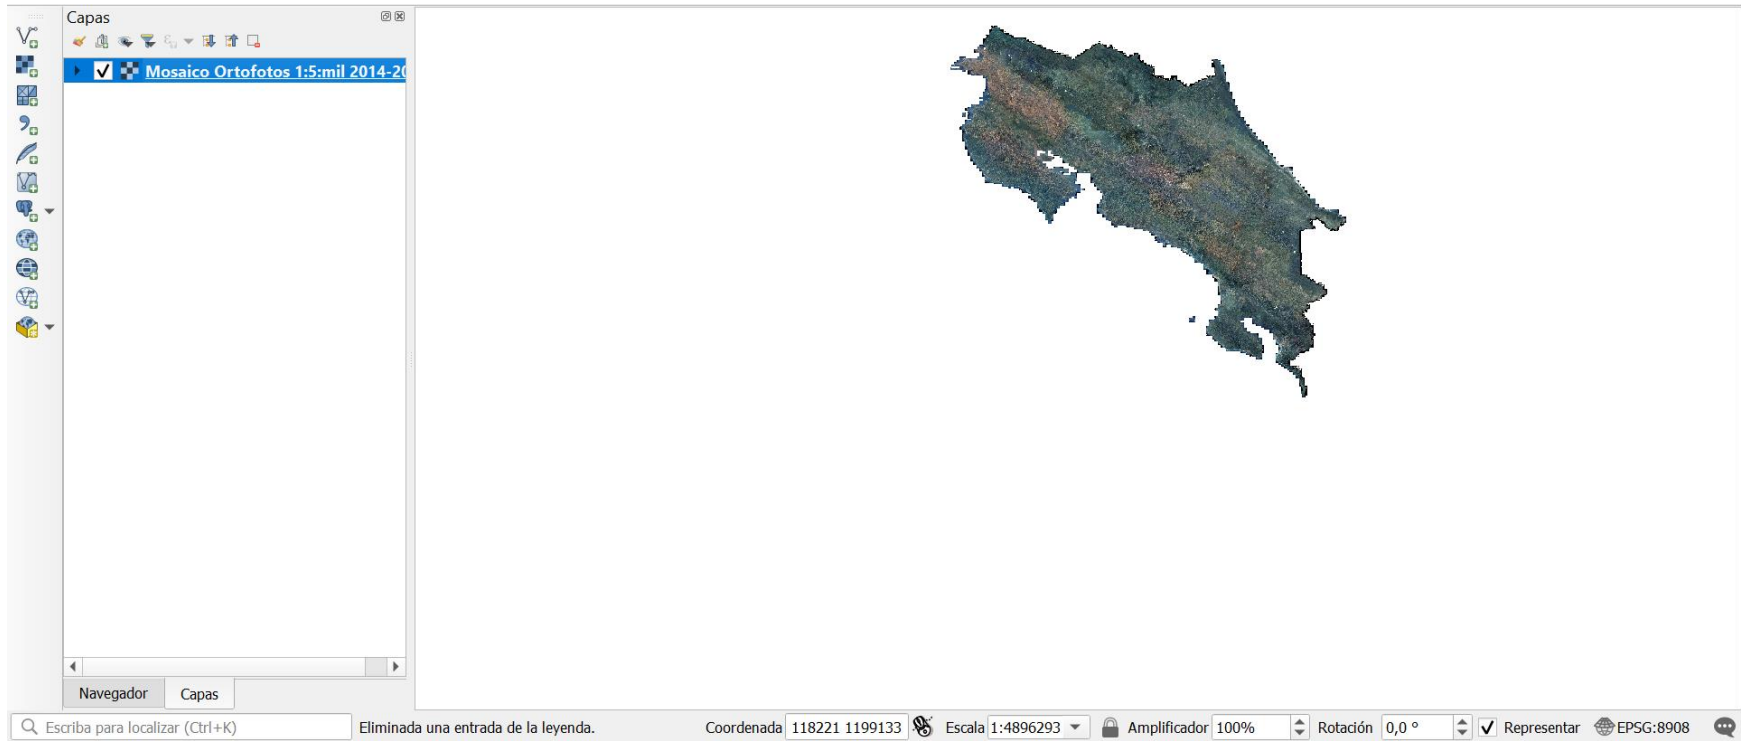 Capas
Mosaico Ortofotos 1:5:mil 2014-20
Navegador
Capas
Escriba para localizar (Ctrl+K)
Eliminada una entrada de la leyenda.
Coordenada 118221 1199133
Escala 1:4896293
Amplificador 100%
Rotación 0,0 °
Representar
EPSG:8908